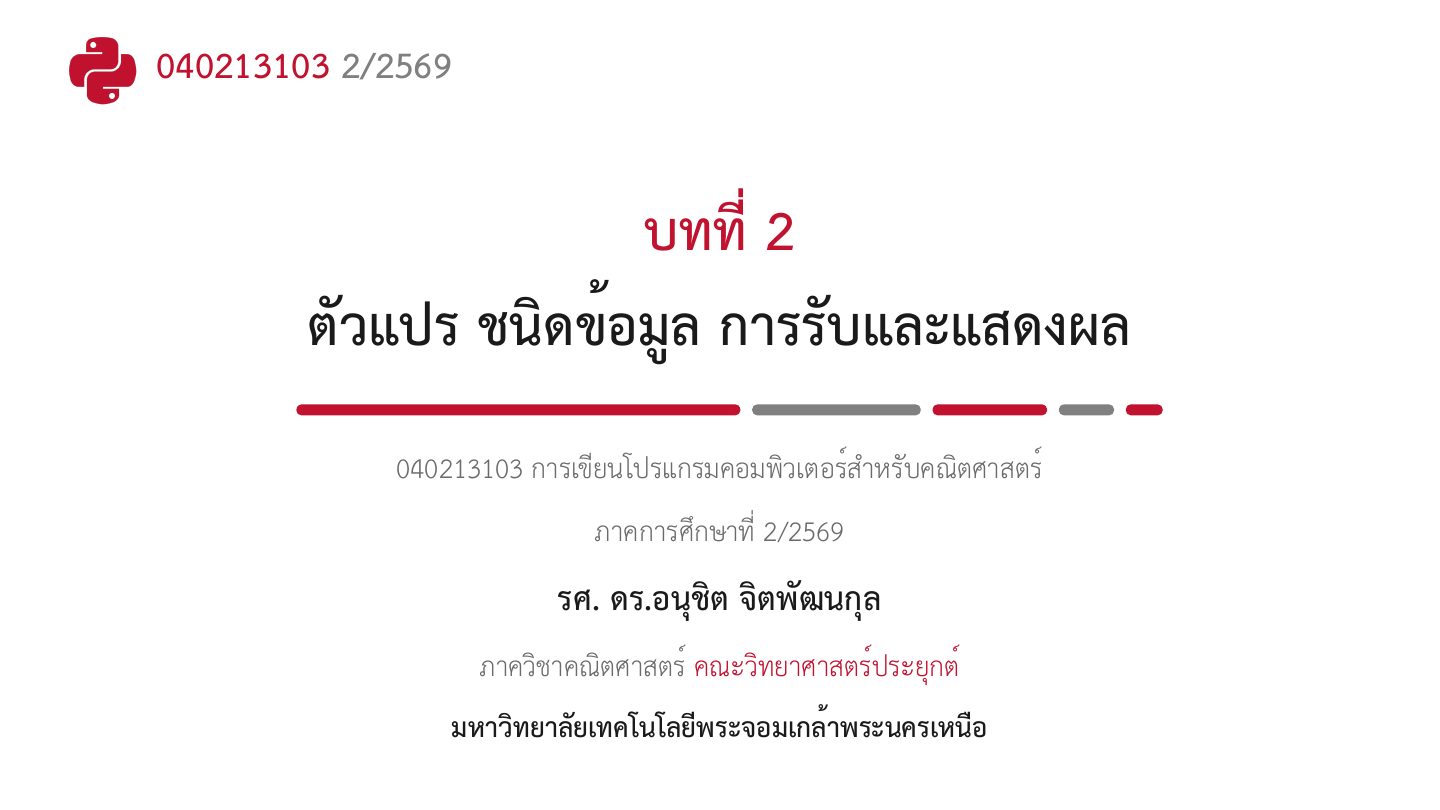 040213103 2/2569
บทที่ 2
ตัวแปร ชนิดข้อมูล การรับและแสดงผล
040213103 การเขียนโปรแกรมคอมพิวเตอร์สำหรับคณิตศาสตร์
ภาคการศึกษาที่ 2/2569
รศ. ดร.อนุชิต จิตพัฒนกุล
ภาควิชาคณิตศาสตร์ คณะวิทยาศาสตร์ประยุกต์
มหาวิทยาลัยเทคโนโลยีพระจอมเกล้าพระนครเหนือ